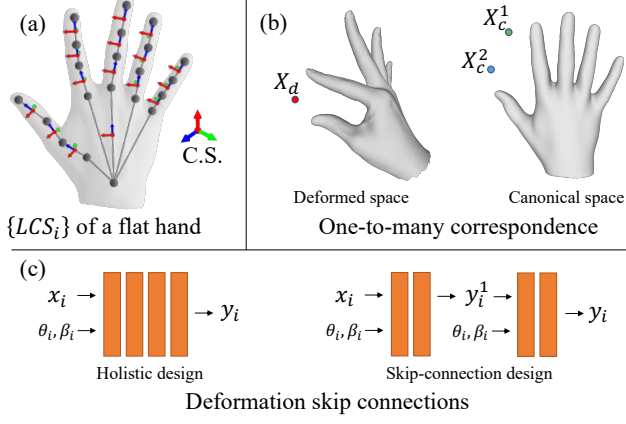 (a)
C.S.
{LCS_i} of a flat hand
(b)
X_d
X_c^1
X_c^2
Deformed space
Canonical space
One-to-many correspondence
(c)
x_i
θ_i, β_i
y_i
Holistic design
x_i
θ_i, β_i
y_i^1
θ_i, β_i
y_i
Skip-connection design
Deformation skip connections